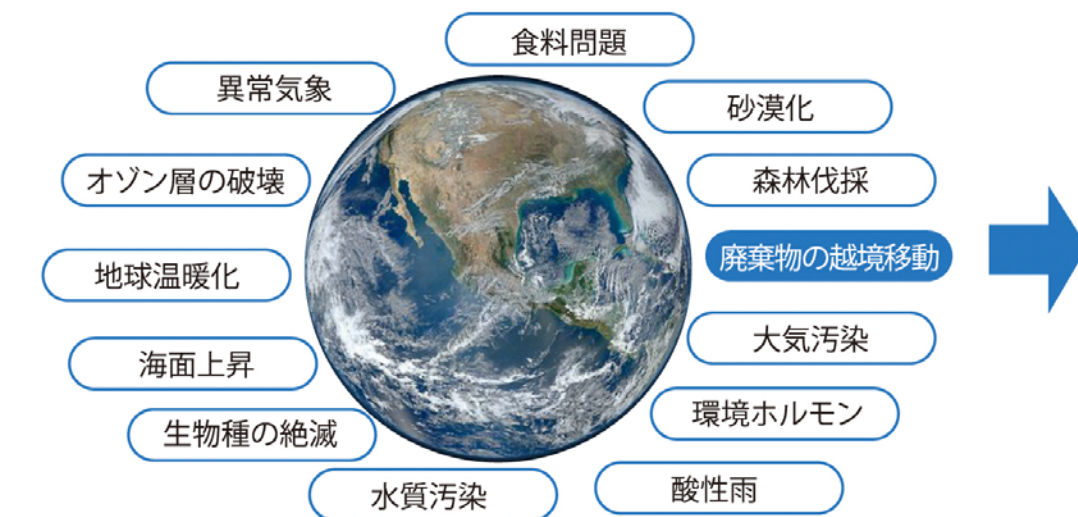 食料問題
異常気象
砂漠化
オゾン層の破壊
森林伐採
地球温暖化
廃棄物の越境移動
海面上昇
大気汚染
生物種の絶滅
環境ホルモン
水質汚染
酸性雨